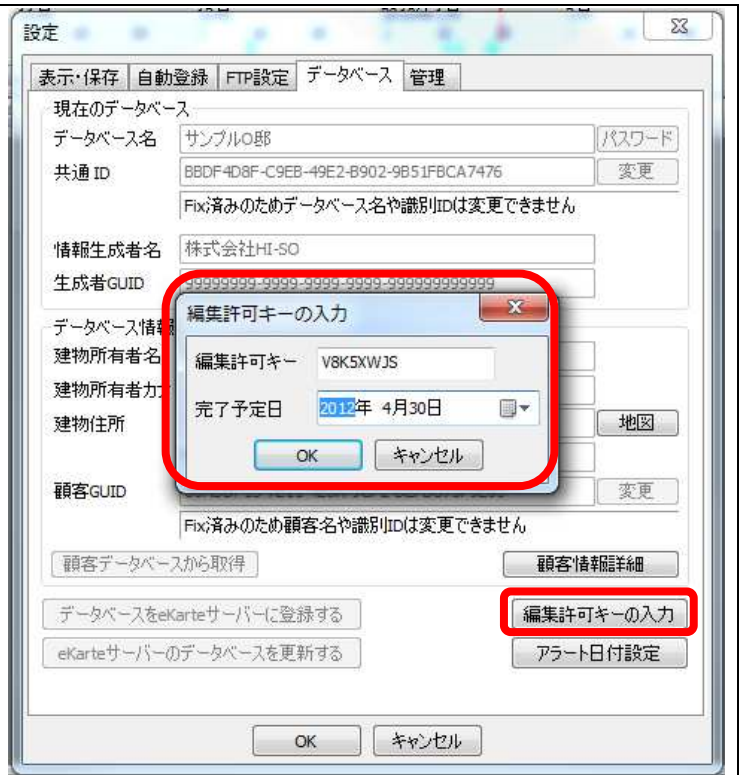 設定
表示・保存 自動登録 FTP設定 データベース 管理
現在のデータベース
データベース名 サンプルO邸 パスワード
共通ID BBDF4D8F-C9EB-49E2-B902-9B51FBCA7476 変更
Fix済みのためデータベース名や識別IDは変更できません
情報生成者名 株式会社HI-SO
生成者GUID 99999999-9999-9999-9999-999999999999
データベース情報
建物所有者名
建物所有者カナ
建物住所 地図
顧客GUID 変更
Fix済みのため顧客名や識別IDは変更できません
顧客データベースから取得 顧客情報詳細
データベースをeKarteサーバーに登録する 編集許可キーの入力
eKarteサーバーのデータベースを更新する アラート日付設定
OK キャンセル
編集許可キーの入力
編集許可キー V8K5XWJS
完了予定日 2012年 4月30日
OK キャンセル